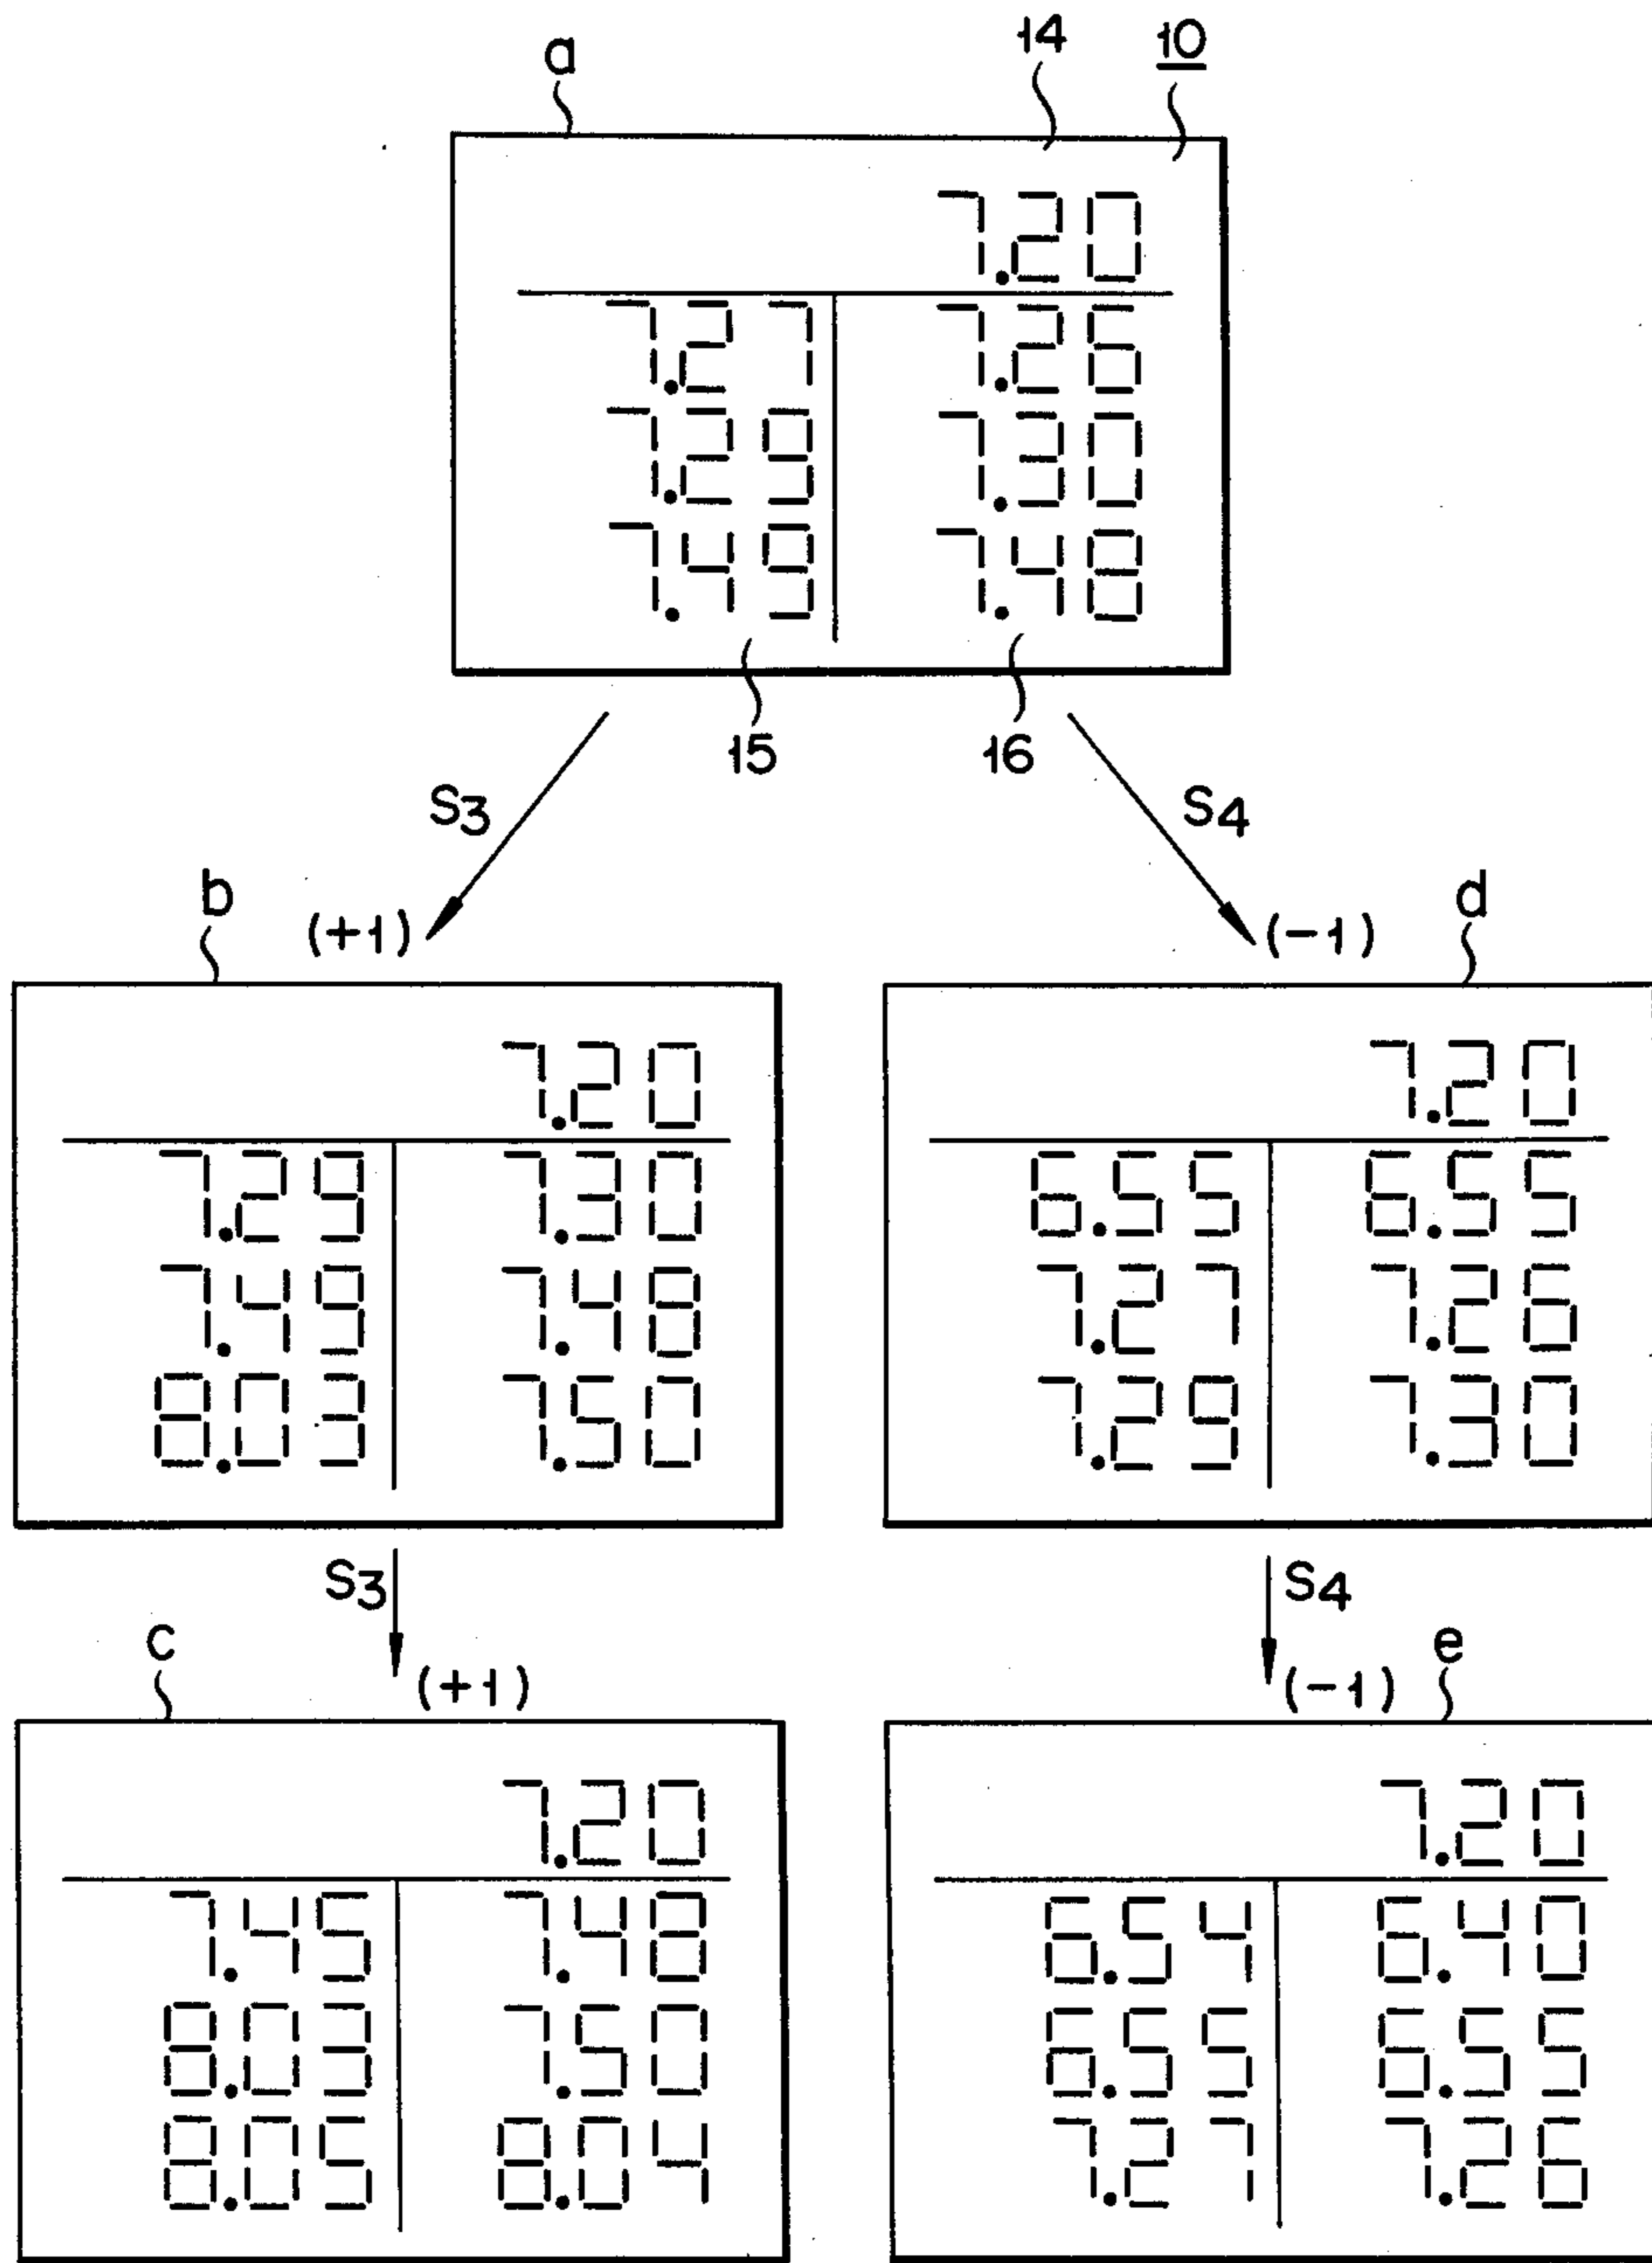 a 14 10
7.20
7.27 7.26
7.29 7.30
7.49 7.48
15 16
S3 S4
b (+1) (-1) d
7.20 7.20
7.29 7.30 6.55 6.55
7.49 7.48 7.27 7.26
8.03 7.50 7.29 7.30
S3 S4
c (+1) (-1) e
7.20 7.20
7.45 7.48 6.54 6.40
8.03 7.50 6.55 6.55
8.05 8.04 7.27 7.26